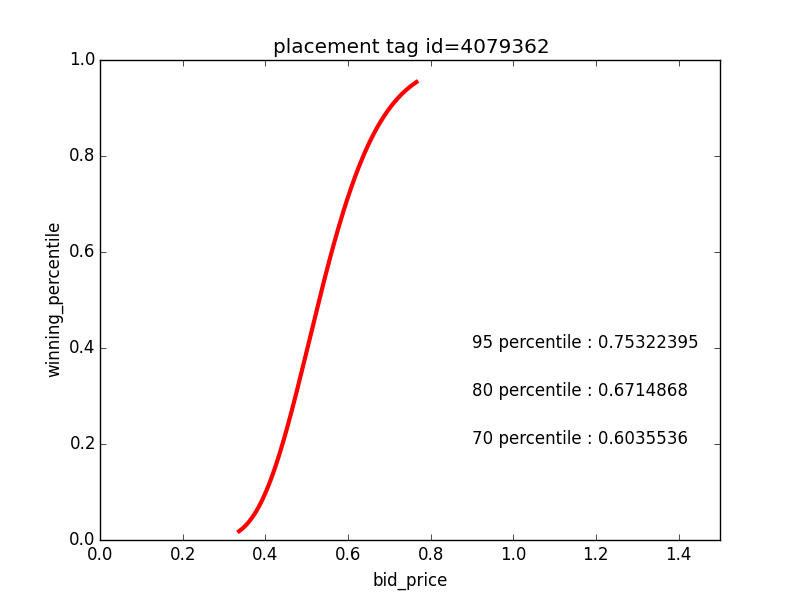 placement tag id=4079362
1.0
0.8
0.6
0.4
0.2
0.0
winning_percentile
95 percentile : 0.75322395
80 percentile : 0.6714868
70 percentile : 0.6035536
0.0 0.2 0.4 0.6 0.8 1.0 1.2 1.4
bid_price